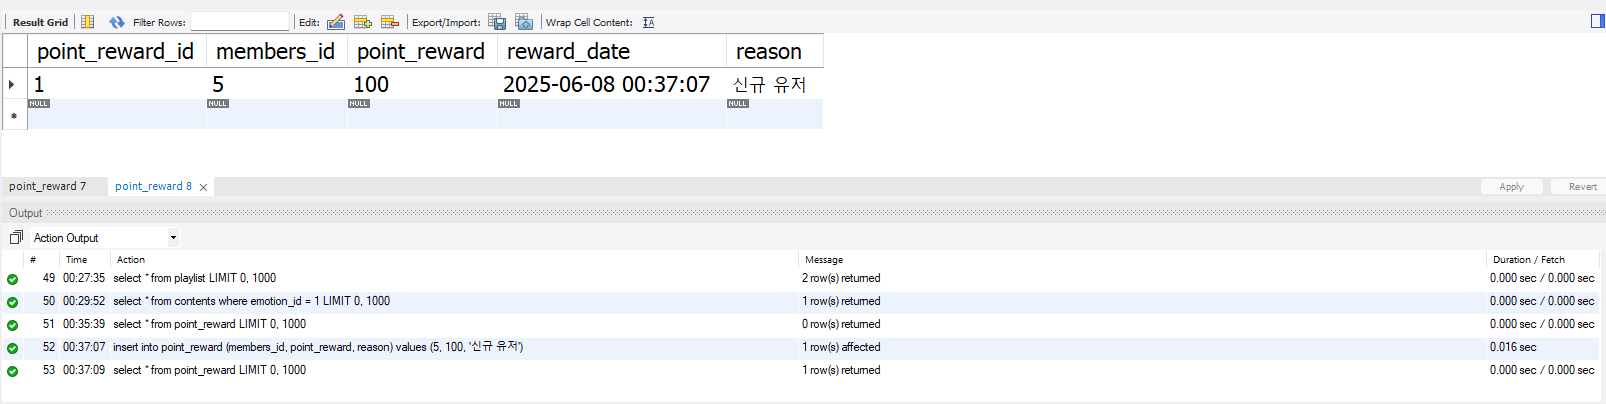 Result Grid Filter Rows: Edit: Export/Import: Wrap Cell Content:
point_reward_id members_id point_reward reward_date reason
1 5 100 2025-06-08 00:37:07 신규 유저
NULL NULL NULL NULL NULL
point_reward 7 point_reward 8 Apply Revert
Output
Action Output
# Time Action Message Duration / Fetch
49 00:27:35 select * from playlist LIMIT 0, 1000 2 row(s) returned 0.000 sec / 0.000 sec
50 00:29:52 select * from contents where emotion_id = 1 LIMIT 0, 1000 1 row(s) returned 0.000 sec / 0.000 sec
51 00:35:39 select * from point_reward LIMIT 0, 1000 0 row(s) returned 0.000 sec / 0.000 sec
52 00:37:07 insert into point_reward (members_id, point_reward, reason) values (5, 100, '신규 유저') 1 row(s) affected 0.016 sec
53 00:37:09 select * from point_reward LIMIT 0, 1000 1 row(s) returned 0.000 sec / 0.000 sec